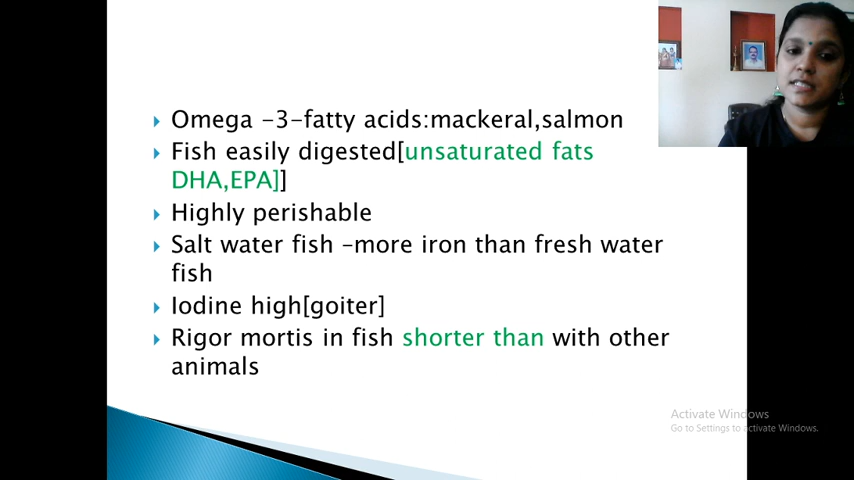 Omega -3-fatty acids:mackeral,salmon
Fish easily digested[unsaturated fats
DHA,EPA]]
Highly perishable
Salt water fish -more iron than fresh water
fish
Iodine high[goiter]
Rigor mortis in fish shorter than with other
animals
Activate Windows
Go to Settings to activate Windows.